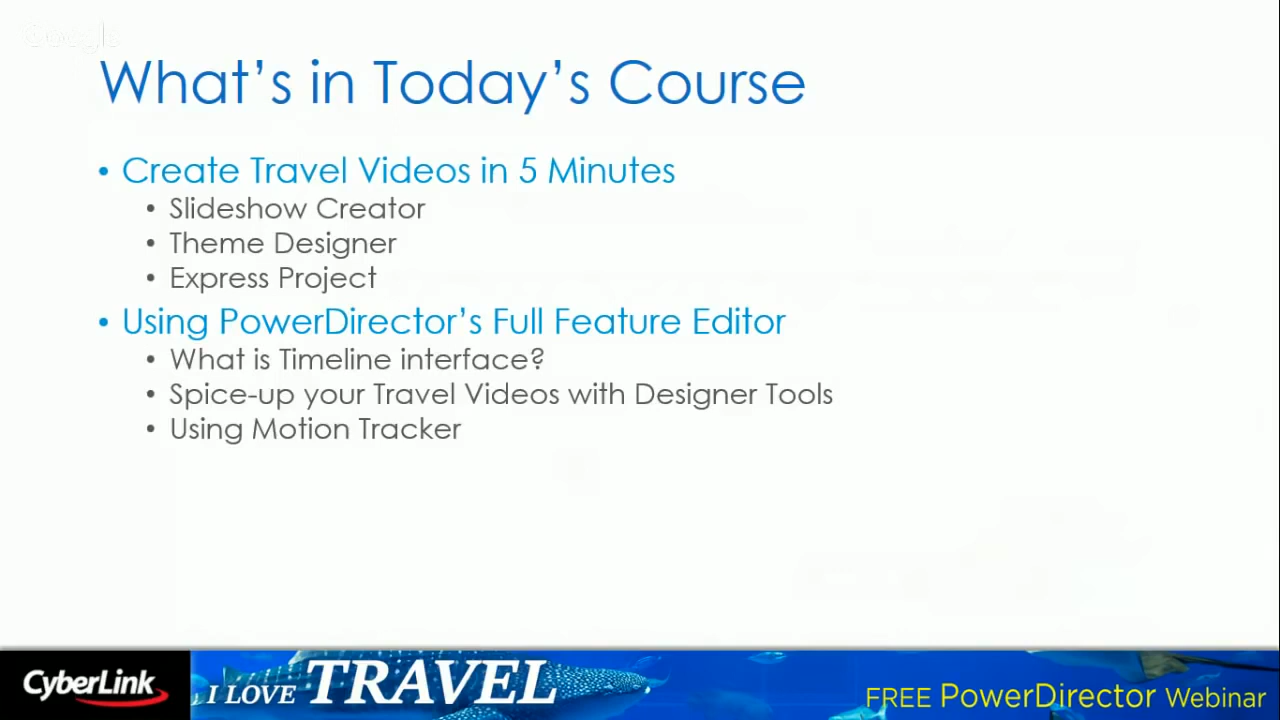 Google
What's in Today's Course
• Create Travel Videos in 5 Minutes
• Slideshow Creator
• Theme Designer
• Express Project
• Using PowerDirector's Full Feature Editor
• What is Timeline interface?
• Spice-up your Travel Videos with Designer Tools
• Using Motion Tracker
CyberLink
I LOVE TRAVEL
FREE PowerDirector Webinar